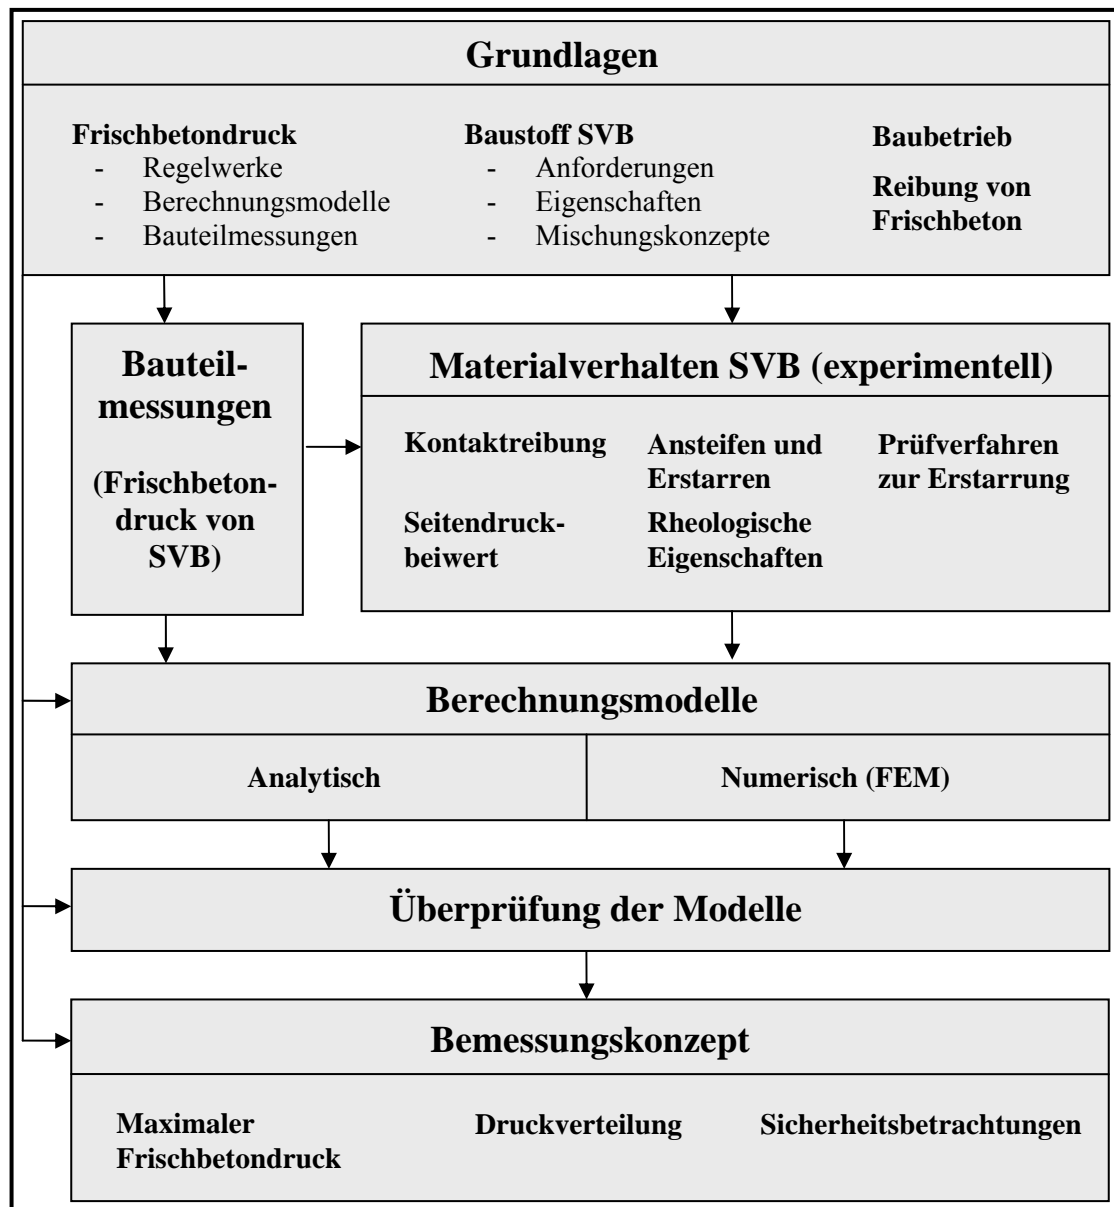 Grundlagen
Frischbetondruck
- Regelwerke
- Berechnungsmodelle
- Bauteilmessungen
Baustoff SVB
- Anforderungen
- Eigenschaften
- Mischungskonzepte
Baubetrieb
Reibung von
Frischbeton
Bauteil-
messungen
(Frischbeton-
druck von
SVB)
Materialverhalten SVB (experimentell)
Kontaktreibung
Ansteifen und
Erstarren
Prüfverfahren
zur Erstarrung
Seitendruck-
beiwert
Rheologische
Eigenschaften
Berechnungsmodelle
Analytisch
Numerisch (FEM)
Überprüfung der Modelle
Bemessungskonzept
Maximaler
Frischbetondruck
Druckverteilung
Sicherheitsbetrachtungen